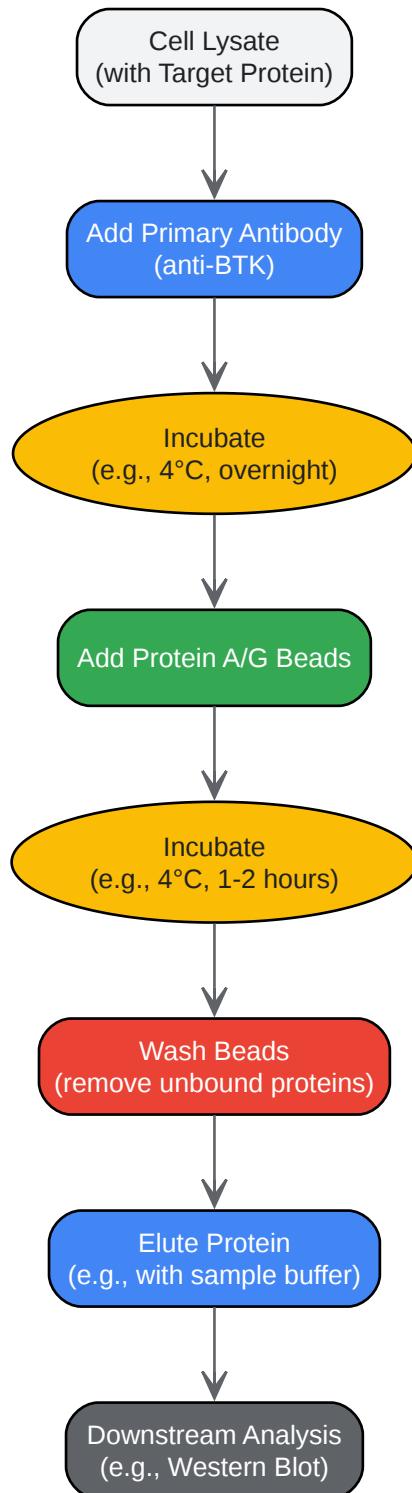 Cell Lysate
(with Target Protein)
Add Primary Antibody
(anti-BTK)
Incubate
(e.g., 4°C, overnight)
Add Protein A/G Beads
Incubate
(e.g., 4°C, 1-2 hours)
Wash Beads
(remove unbound proteins)
Elute Protein
(e.g., with sample buffer)
Downstream Analysis
(e.g., Western Blot)